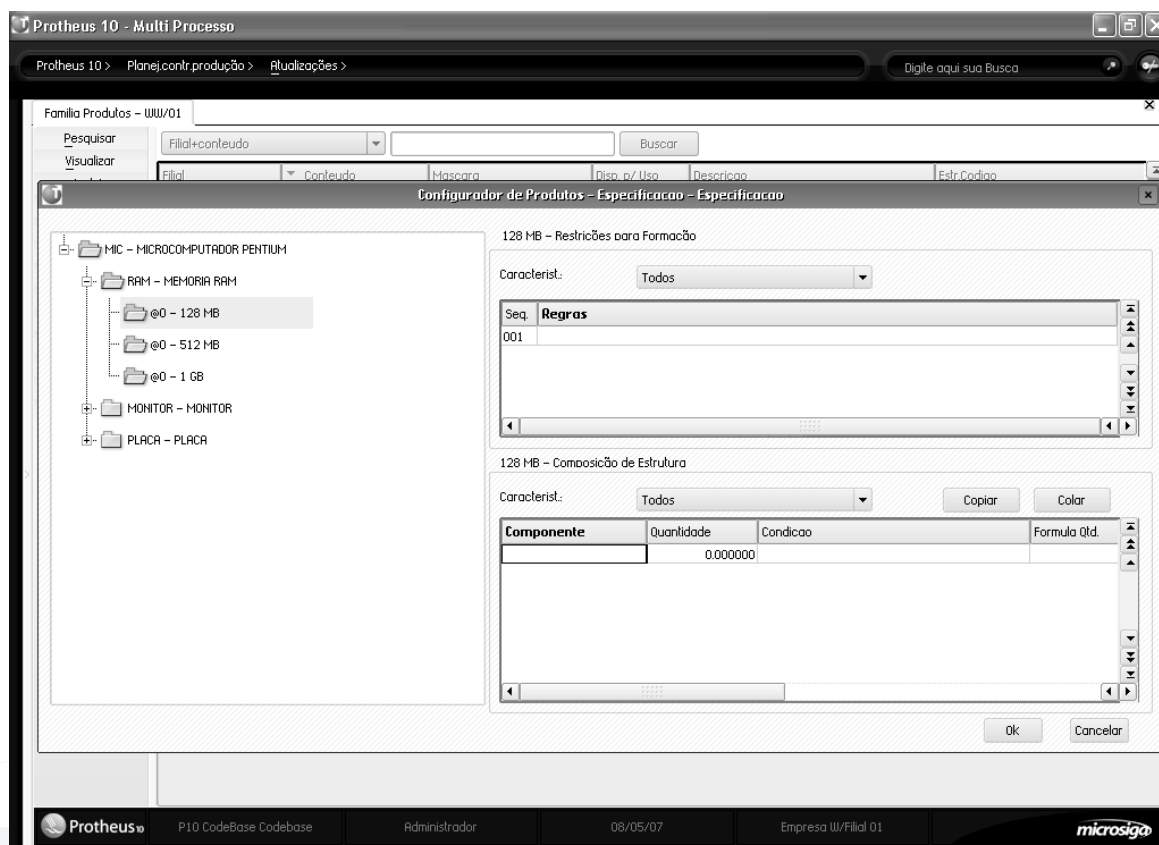 Protheus 10 - Multi Processo
Protheus 10 > Planej.contr.produção > Atualizações >
Digite aqui sua Busca
Familia Produtos - WW/01
Pesquisar
Filial+conteudo
Buscar
Visualizar
Filial Conteudo Mascara Disp. p/ Uso Descricao Estr.Codigo
Configurador de Produtos - Especificacao - Especificacao
MIC - MICROCOMPUTADOR PENTIUM
RAM - MEMORIA RAM
@0 - 128 MB
@0 - 512 MB
@0 - 1 GB
MONITOR - MONITOR
PLACA - PLACA
128 MB - Restricões para Formacão
Caracterist.: Todos
Seq. Regras
001
128 MB - Composicão de Estrutura
Caracterist.: Todos Copiar Colar
Componente Quantidade Condicao Formula Qtd.
0.000000
Ok Cancelar
Protheus10 P10 CodeBase Codebase Administrador 08/05/07 Empresa W/Filial 01 microsiga